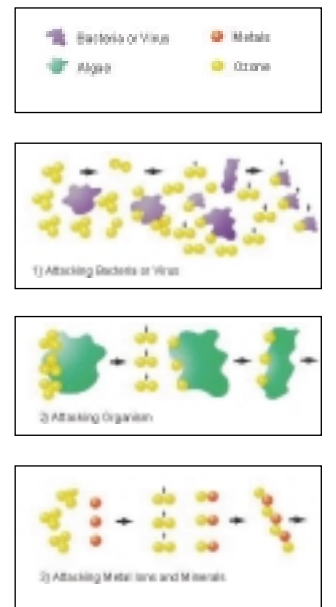 Bacteria or Virus
Metals
Algae
Ozone
1) Attacking Bacteria or Virus
2) Attacking Organism
3) Attacking Metal Ions and Minerals